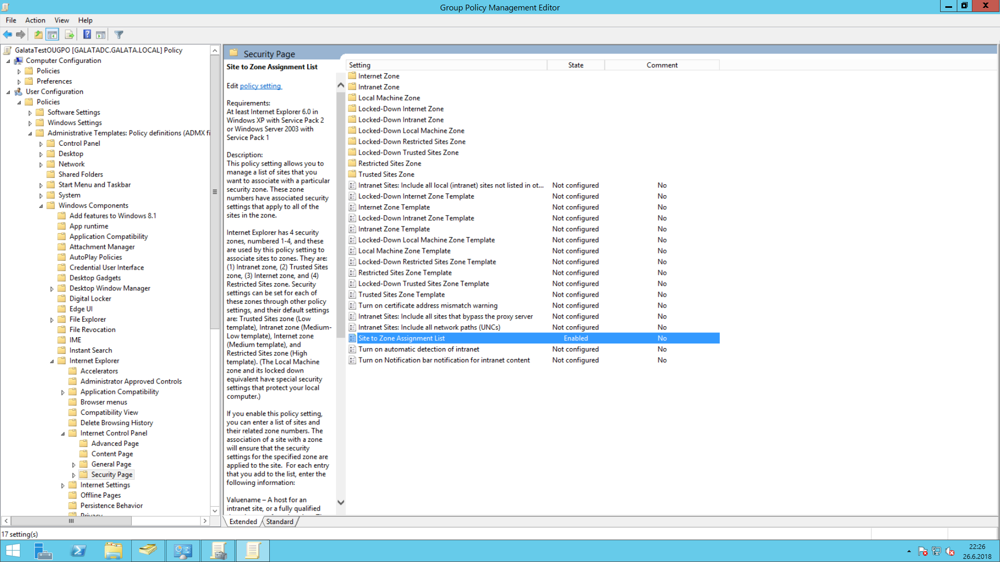 Group Policy Management Editor
File Action View Help
GalataTestOUGPO [GALATADC.GALATA.LOCAL] Policy
Computer Configuration
Policies
Preferences
User Configuration
Policies
Software Settings
Windows Settings
Administrative Templates: Policy definitions (ADMX fi
Control Panel
Desktop
Network
Shared Folders
Start Menu and Taskbar
System
Windows Components
Add features to Windows 8.1
App runtime
Application Compatibility
Attachment Manager
AutoPlay Policies
Credential User Interface
Desktop Gadgets
Desktop Window Manager
Digital Locker
Edge UI
File Explorer
File Revocation
IME
Instant Search
Internet Explorer
Accelerators
Administrator Approved Controls
Application Compatibility
Browser menus
Compatibility View
Delete Browsing History
Internet Control Panel
Advanced Page
Content Page
General Page
Security Page
Internet Settings
Offline Pages
Persistence Behavior
Privacy
Security Page
Site to Zone Assignment List
Edit policy setting
Requirements:
At least Internet Explorer 6.0 in
Windows XP with Service Pack 2
or Windows Server 2003 with
Service Pack 1
Description:
This policy setting allows you to
manage a list of sites that you
want to associate with a particular
security zone. These zone
numbers have associated security
settings that apply to all of the
sites in the zone.
Internet Explorer has 4 security
zones, numbered 1-4, and these
are used by this policy setting to
associate sites to zones. They are:
(1) Intranet zone, (2) Trusted Sites
zone, (3) Internet zone, and (4)
Restricted Sites zone. Security
settings can be set for each of
these zones through other policy
settings, and their default settings
are: Trusted Sites zone (Low
template), Intranet zone (Medium-
Low template), Internet zone
(Medium template), and
Restricted Sites zone (High
template). (The Local Machine
zone and its locked down
equivalent have special security
settings that protect your local
computer.)
If you enable this policy setting,
you can enter a list of sites and
their related zone numbers. The
association of a site with a zone
will ensure that the security
settings for the specified zone are
applied to the site.  For each entry
that you add to the list, enter the
following information:
Valuename – A host for an
intranet site, or a fully qualified
Setting State Comment
Internet Zone
Intranet Zone
Local Machine Zone
Locked-Down Internet Zone
Locked-Down Intranet Zone
Locked-Down Local Machine Zone
Locked-Down Restricted Sites Zone
Locked-Down Trusted Sites Zone
Restricted Sites Zone
Trusted Sites Zone
Intranet Sites: Include all local (intranet) sites not listed in ot... Not configured No
Locked-Down Internet Zone Template Not configured No
Internet Zone Template Not configured No
Locked-Down Intranet Zone Template Not configured No
Intranet Zone Template Not configured No
Locked-Down Local Machine Zone Template Not configured No
Local Machine Zone Template Not configured No
Locked-Down Restricted Sites Zone Template Not configured No
Restricted Sites Zone Template Not configured No
Locked-Down Trusted Sites Zone Template Not configured No
Trusted Sites Zone Template Not configured No
Turn on certificate address mismatch warning Not configured No
Intranet Sites: Include all sites that bypass the proxy server Not configured No
Intranet Sites: Include all network paths (UNCs) Not configured No
Site to Zone Assignment List Enabled No
Turn on automatic detection of intranet Not configured No
Turn on Notification bar notification for intranet content Not configured No
Extended Standard
17 setting(s)
22:26
26.6.2018